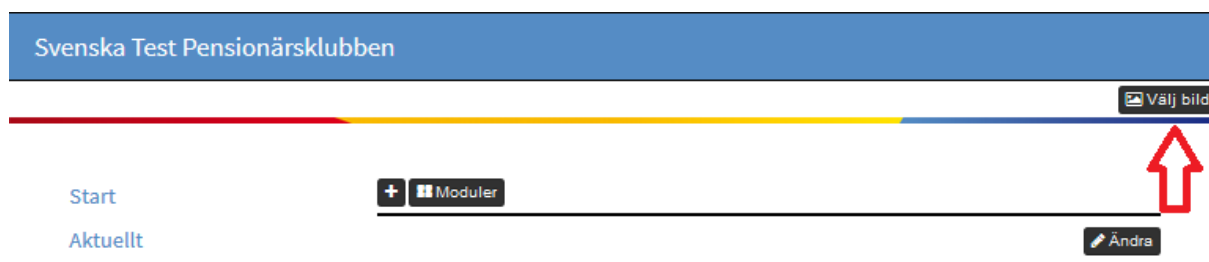 Svenska Test Pensionärsklubben
Välj bild
Start
+ Moduler
Aktuellt
Ändra